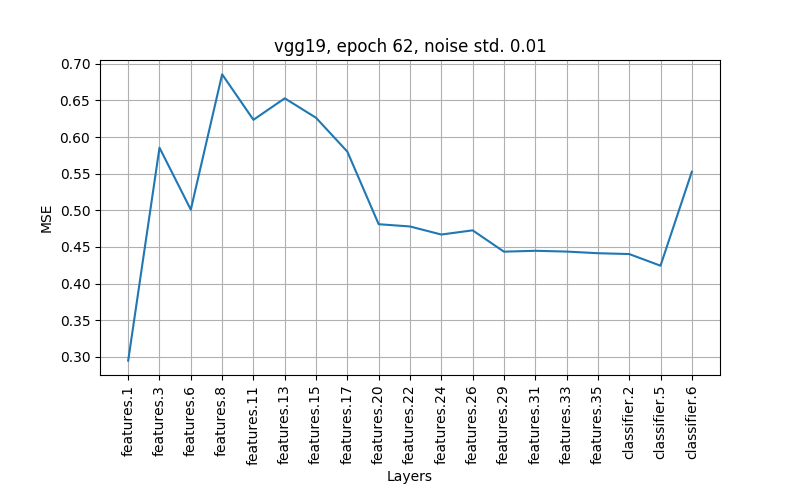 vgg19, epoch 62, noise std. 0.01
MSE
0.70
0.65
0.60
0.55
0.50
0.45
0.40
0.35
0.30
features.1
features.3
features.6
features.8
features.11
features.13
features.15
features.17
features.20
features.22
features.24
features.26
features.29
features.31
features.33
features.35
classifier.2
classifier.5
classifier.6
Layers